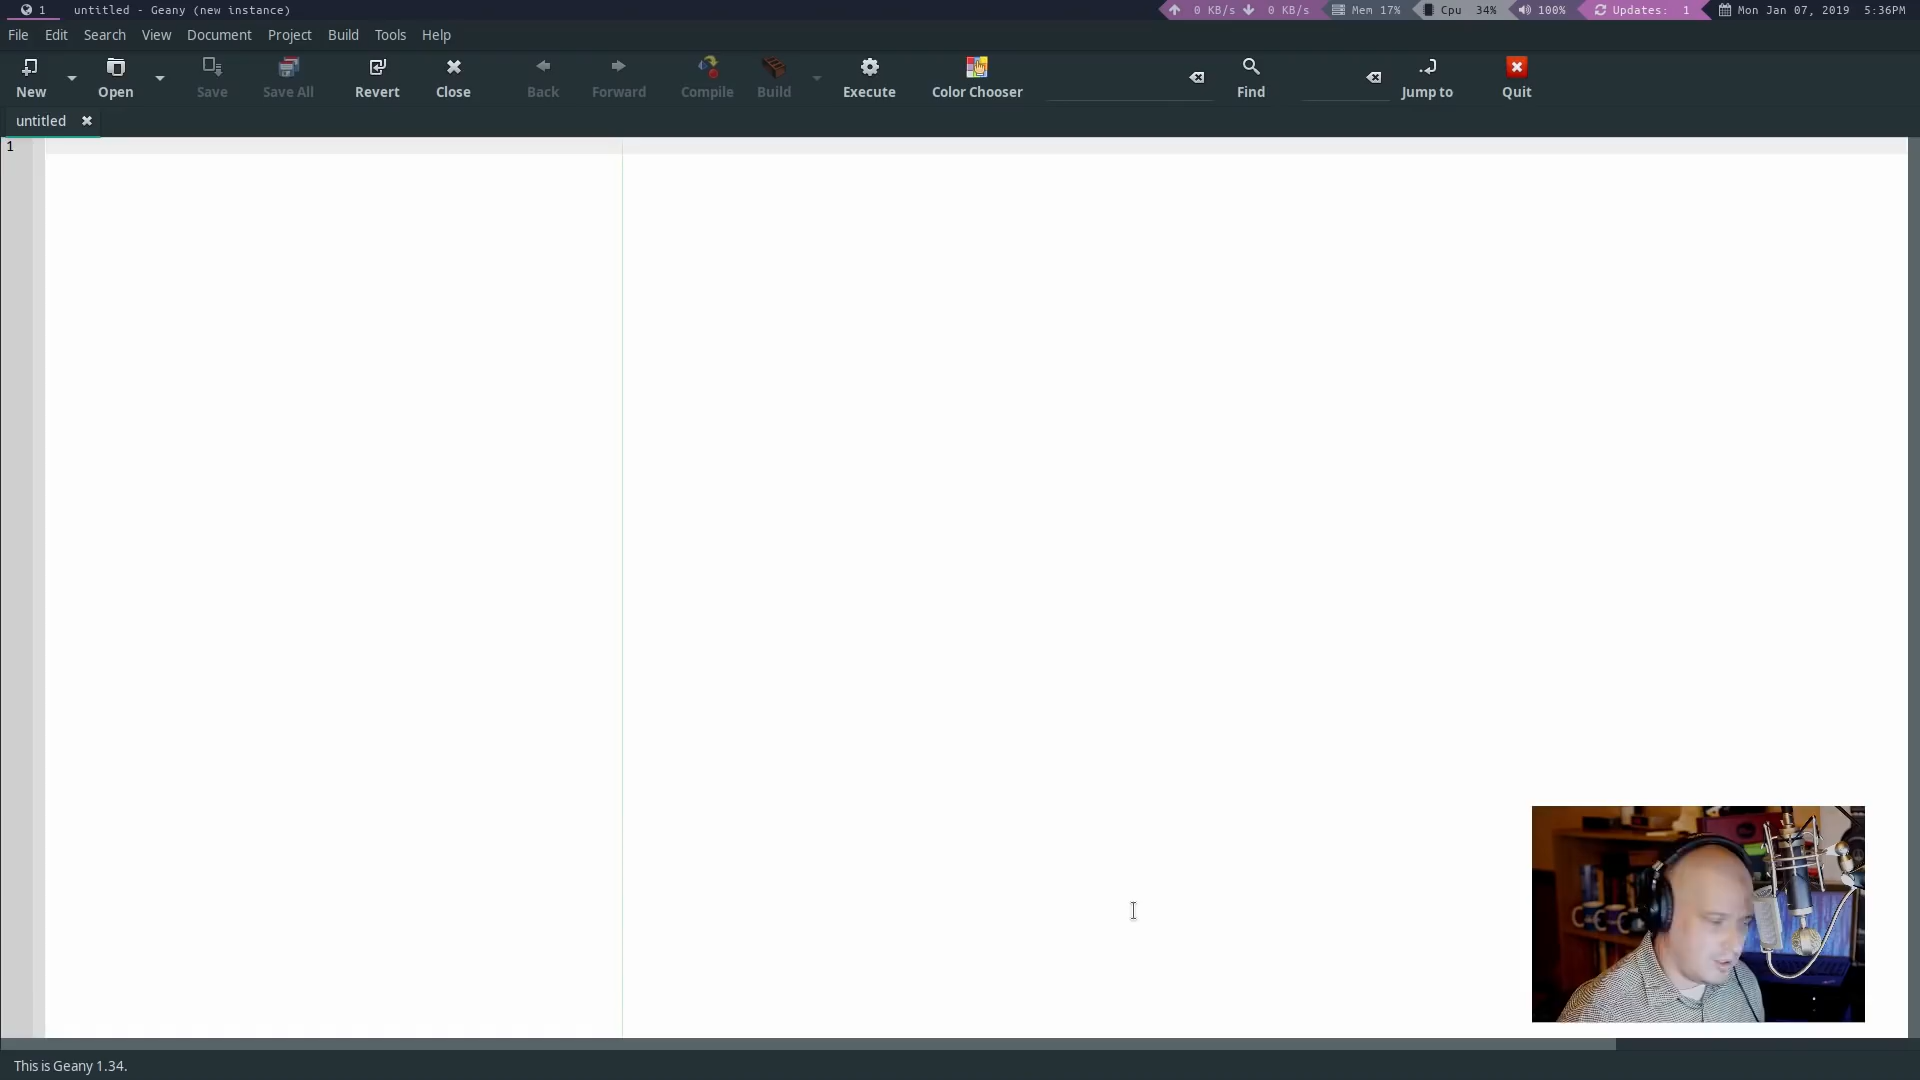 1 untitled - Geany (new instance) 0 KB/s 0 KB/s Mem 17% Cpu 34% 100% Updates: 1 Mon Jan 07, 2019 5:36PM
File Edit Search View Document Project Build Tools Help
New Open Save Save All Revert Close Back Forward Compile Build Execute Color Chooser Find Jump to Quit
untitled
1
This is Geany 1.34.